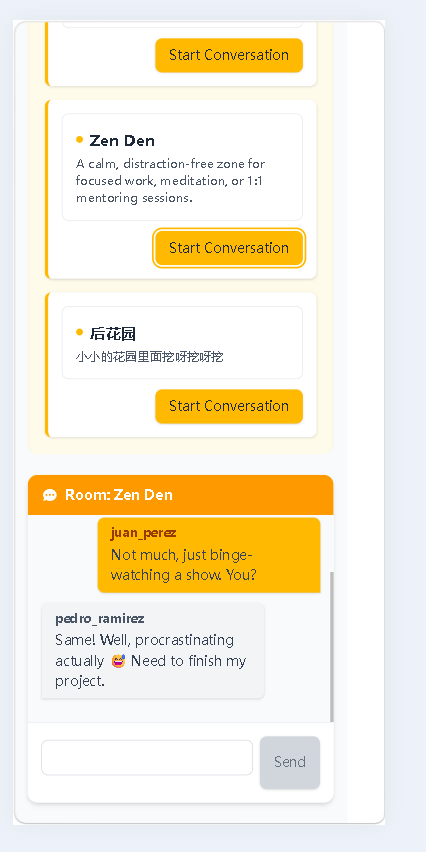 Start Conversation
Zen Den
A calm, distraction-free zone for
focused work, meditation, or 1:1
mentoring sessions.
Start Conversation
后花园
小小的花园里面挖呀挖呀挖
Start Conversation
Room: Zen Den
juan_perez
Not much, just binge-
watching a show. You?
pedro_ramirez
Same! Well, procrastinating
actually 😅 Need to finish my
project.
Send